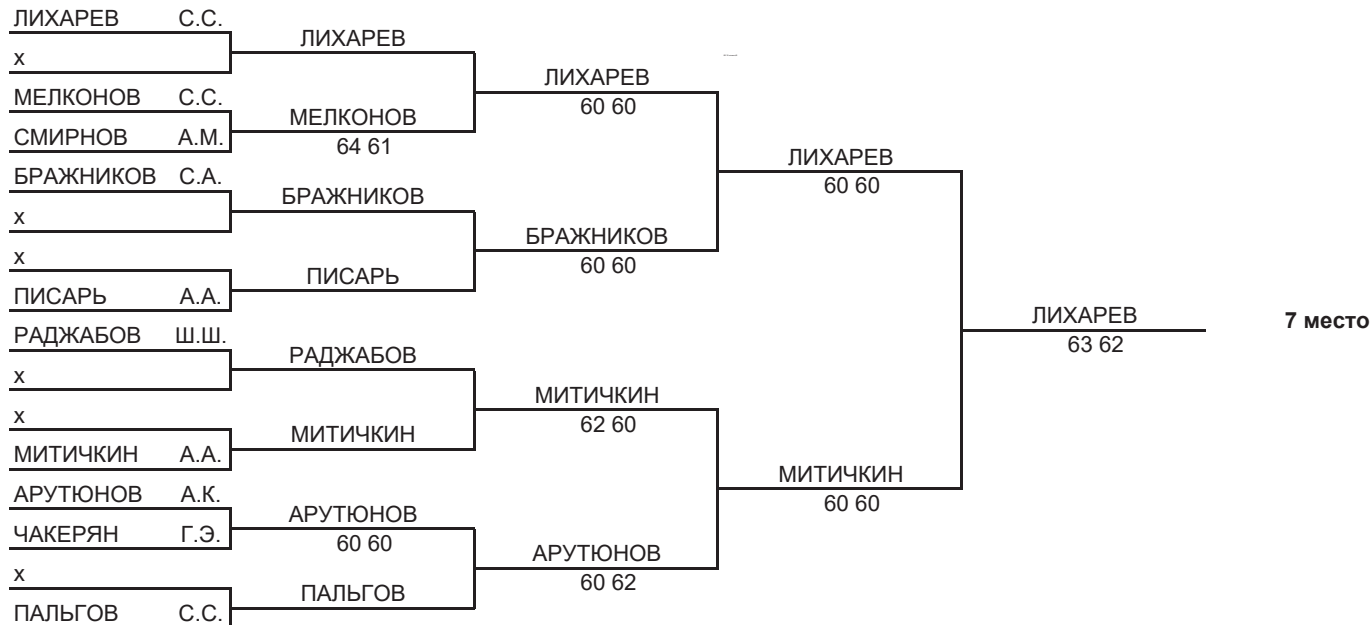 ЛИХАРЕВ С.С.
ЛИХАРЕВ
х
ЛИХАРЕВ
60 60
МЕЛКОНОВ С.С.
МЕЛКОНОВ
64 61
СМИРНОВ А.М.
ЛИХАРЕВ
60 60
БРАЖНИКОВ С.А.
БРАЖНИКОВ
х
БРАЖНИКОВ
60 60
х
ПИСАРЬ
ПИСАРЬ А.А.
ЛИХАРЕВ
63 62
7 место
РАДЖАБОВ Ш.Ш.
РАДЖАБОВ
х
МИТИЧКИН
62 60
х
МИТИЧКИН
МИТИЧКИН А.А.
МИТИЧКИН
60 60
АРУТЮНОВ А.К.
АРУТЮНОВ
60 60
ЧАКЕРЯН Г.Э.
АРУТЮНОВ
60 62
х
ПАЛЬГОВ
ПАЛЬГОВ С.С.